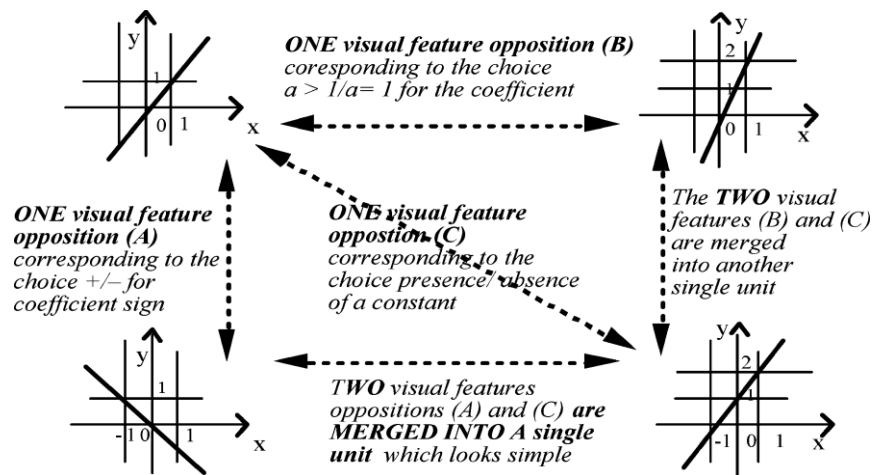 y
1
0 1
x
ONE visual feature opposition (B)
coresponding to the choice
a > 1/a= 1 for the coefficient
y
2
1
0 1
x
ONE visual feature
opposition (A)
corresponding to the
choice +/– for
coefficient sign
ONE visual feature
oppostion (C)
corresponding to the
choice presence/ absence
of a constant
The TWO visual
features (B) and (C)
are merged
into another
single unit
y
1
-1 0 1
x
TWO visual features
oppositions (A) and (C) are
MERGED INTO A single
unit which looks simple
y
2
1
-1 0 1
x